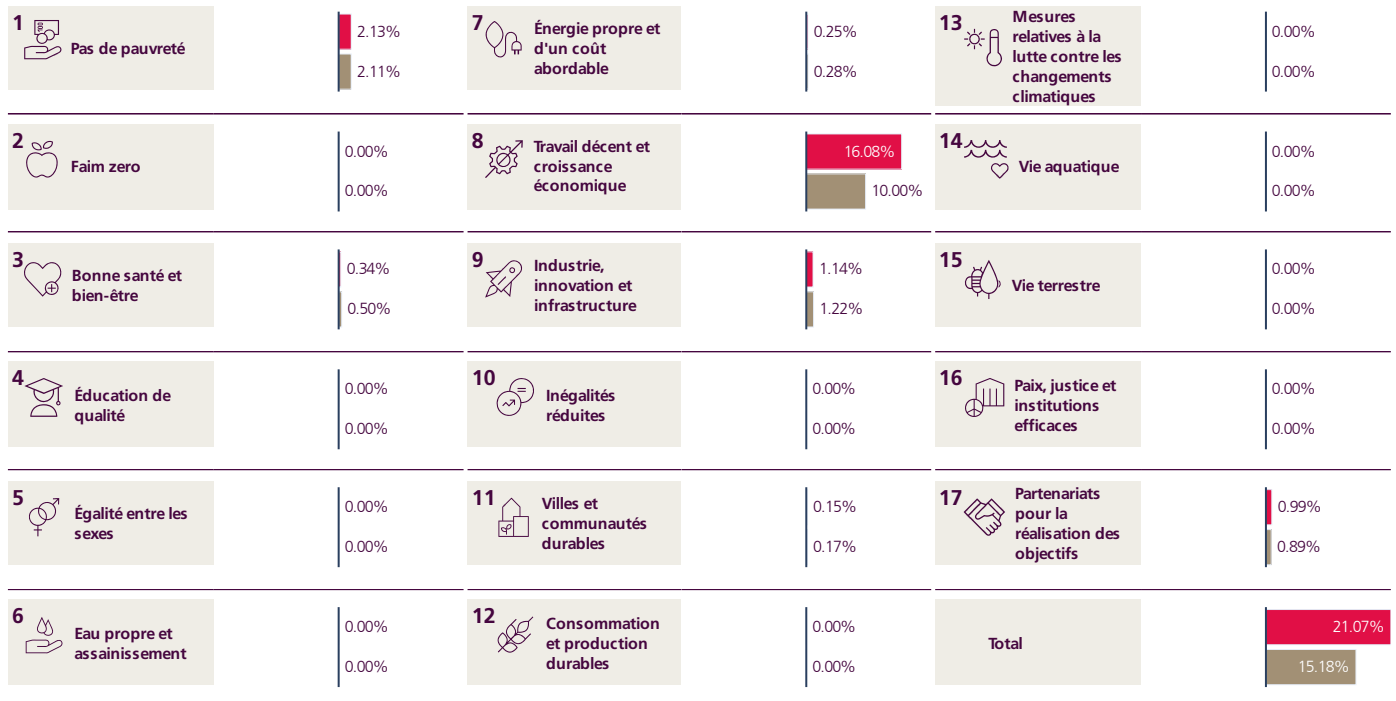 1
Pas de pauvreté
2.13%
2.11%
2
Faim zero
0.00%
0.00%
3
Bonne santé et
bien-être
0.34%
0.50%
4
Éducation de
qualité
0.00%
0.00%
5
Égalité entre les
sexes
0.00%
0.00%
6
Eau propre et
assainissement
0.00%
0.00%
7
Énergie propre et
d'un coût
abordable
0.25%
0.28%
8
Travail décent et
croissance
économique
16.08%
10.00%
9
Industrie,
innovation et
infrastructure
1.14%
1.22%
10
Inégalités
réduites
0.00%
0.00%
11
Villes et
communautés
durables
0.15%
0.17%
12
Consommation
et production
durables
0.00%
0.00%
13
Mesures
relatives à la
lutte contre les
changements
climatiques
0.00%
0.00%
14
Vie aquatique
0.00%
0.00%
15
Vie terrestre
0.00%
0.00%
16
Paix, justice et
institutions
efficaces
0.00%
0.00%
17
Partenariats
pour la
réalisation des
objectifs
0.99%
0.89%
Total
21.07%
15.18%